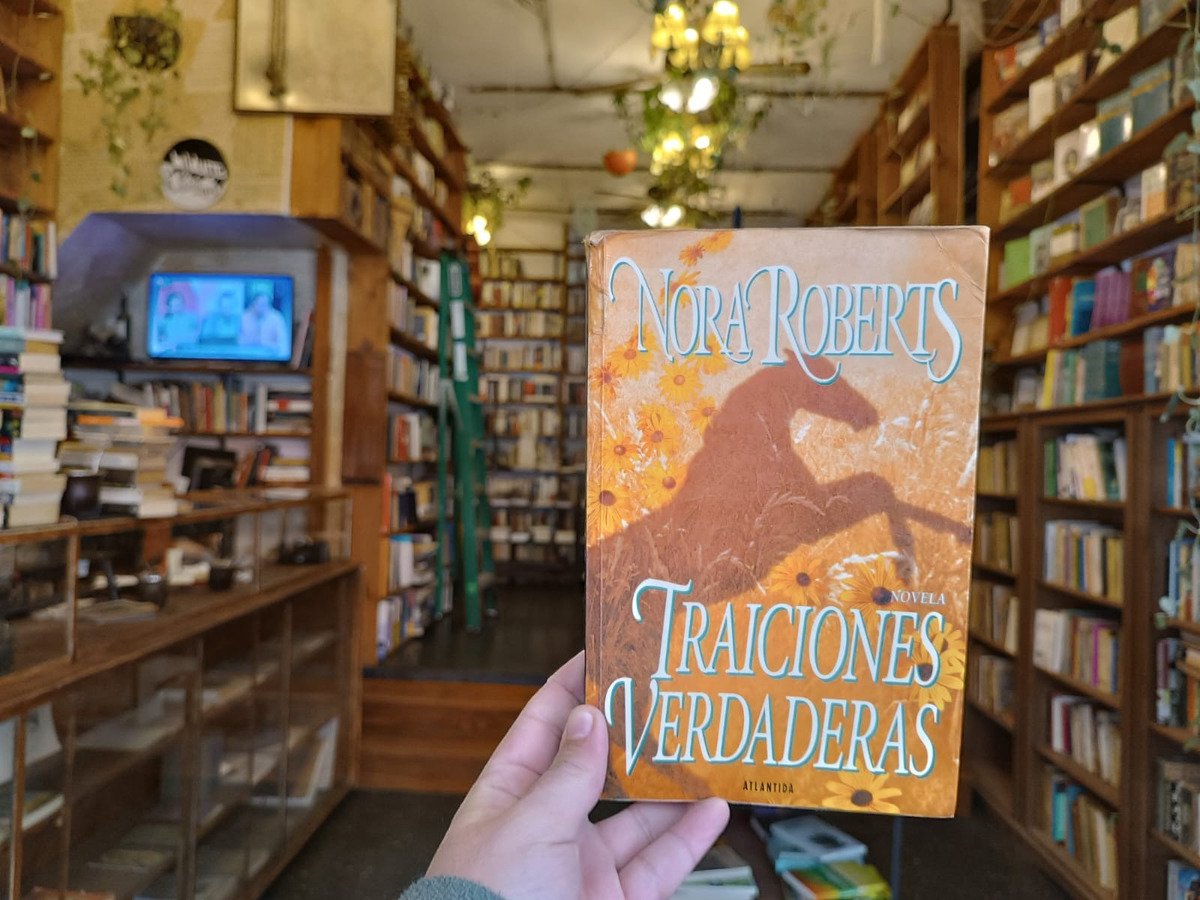 NORA ROBERTS
NOVELA
TRAICIONES
VERDADERAS
ATLANTIDA